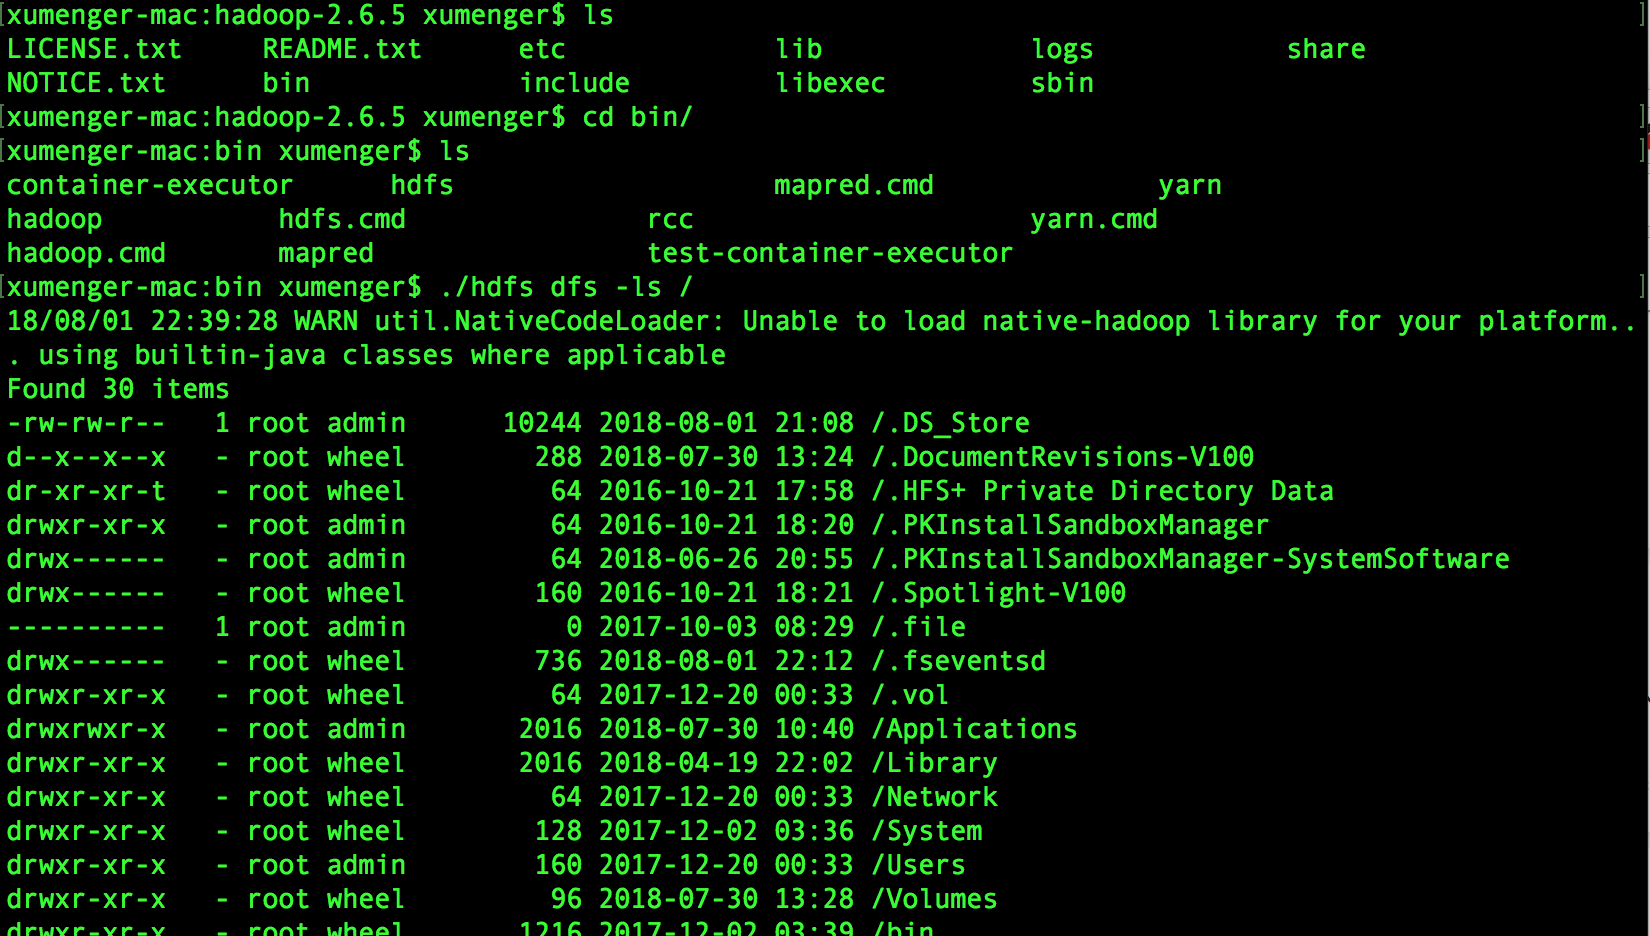 [xumenger-mac:hadoop-2.6.5 xumenger$ ls ]
LICENSE.txt README.txt etc lib logs share
NOTICE.txt bin include libexec sbin
[xumenger-mac:hadoop-2.6.5 xumenger$ cd bin/ ]
[xumenger-mac:bin xumenger$ ls ]
container-executor hdfs mapred.cmd yarn
hadoop hdfs.cmd rcc yarn.cmd
hadoop.cmd mapred test-container-executor
[xumenger-mac:bin xumenger$ ./hdfs dfs -ls / ]
18/08/01 22:39:28 WARN util.NativeCodeLoader: Unable to load native-hadoop library for your platform..
. using builtin-java classes where applicable
Found 30 items
-rw-rw-r-- 1 root admin 10244 2018-08-01 21:08 /.DS_Store
d--x--x--x - root wheel 288 2018-07-30 13:24 /.DocumentRevisions-V100
dr-xr-xr-t - root wheel 64 2016-10-21 17:58 /.HFS+ Private Directory Data
drwxr-xr-x - root admin 64 2016-10-21 18:20 /.PKInstallSandboxManager
drwx------ - root admin 64 2018-06-26 20:55 /.PKInstallSandboxManager-SystemSoftware
drwx------ - root wheel 160 2016-10-21 18:21 /.Spotlight-V100
---------- 1 root admin 0 2017-10-03 08:29 /.file
drwx------ - root wheel 736 2018-08-01 22:12 /.fseventsd
drwxr-xr-x - root wheel 64 2017-12-20 00:33 /.vol
drwxrwxr-x - root admin 2016 2018-07-30 10:40 /Applications
drwxr-xr-x - root wheel 2016 2018-04-19 22:02 /Library
drwxr-xr-x - root wheel 64 2017-12-20 00:33 /Network
drwxr-xr-x - root wheel 128 2017-12-02 03:36 /System
drwxr-xr-x - root admin 160 2017-12-20 00:33 /Users
drwxr-xr-x - root wheel 96 2018-07-30 13:28 /Volumes
drwxr-xr-x - root wheel 1216 2017-12-02 03:39 /bin